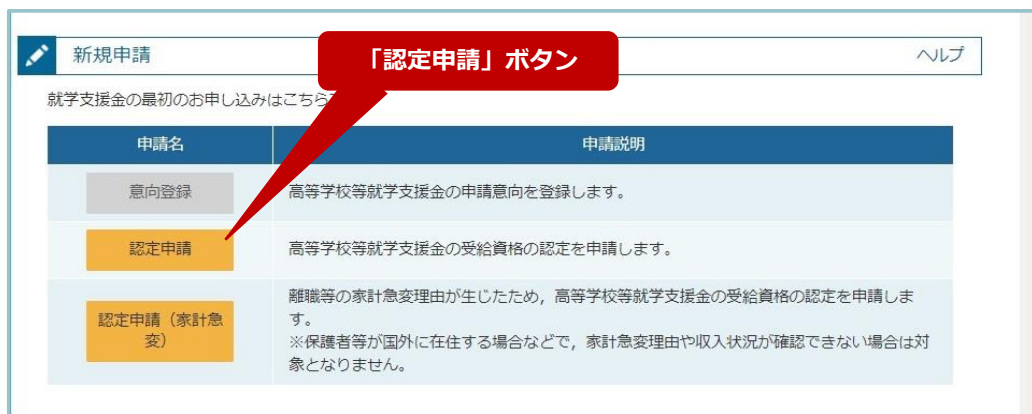 新規申請
「認定申請」ボタン
ヘルプ
就学支援金の最初のお申し込みはこちら
申請名
申請説明
意向登録
高等学校等就学支援金の申請意向を登録します。
認定申請
高等学校等就学支援金の受給資格の認定を申請します。
認定申請（家計急
変）
離職等の家計急変理由が生じたため，高等学校等就学支援金の受給資格の認定を申請しま
す。
※保護者等が国外に在住する場合などで，家計急変理由や収入状況が確認できない場合は対
象となりません。